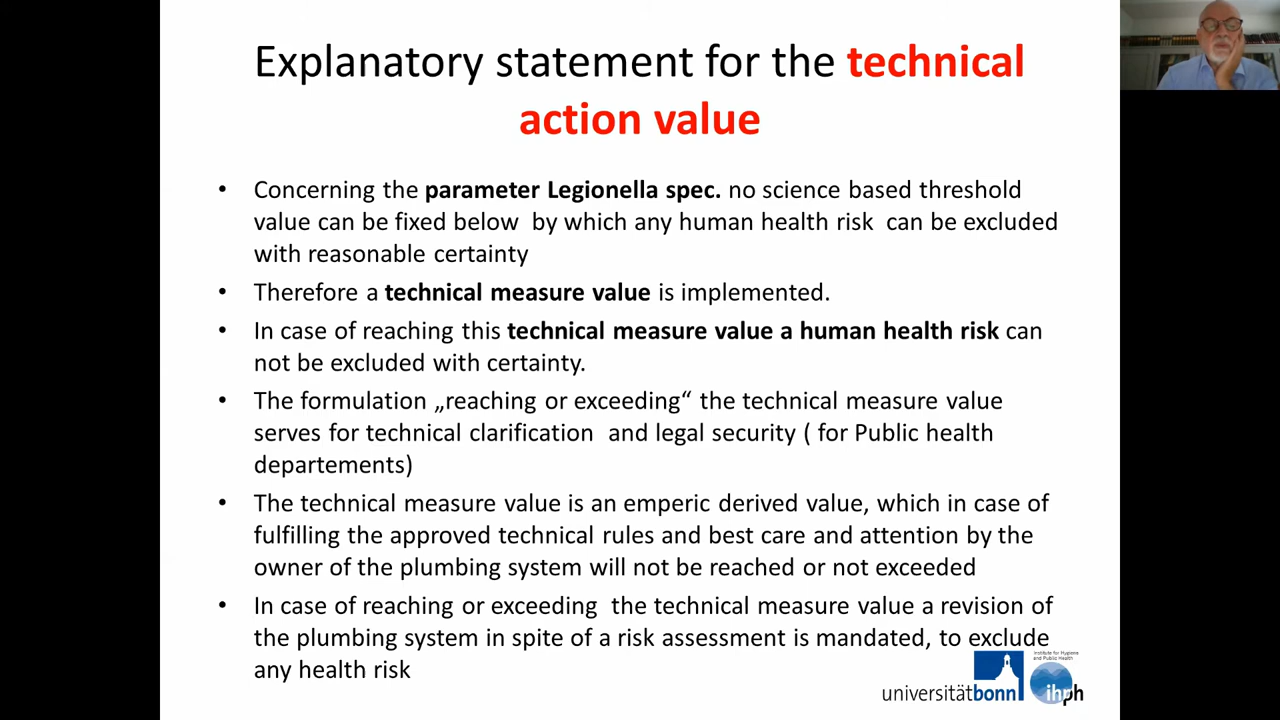 Explanatory statement for the technical
action value
• Concerning the parameter Legionella spec. no science based threshold
value can be fixed below by which any human health risk can be excluded
with reasonable certainty
• Therefore a technical measure value is implemented.
• In case of reaching this technical measure value a human health risk can
not be excluded with certainty.
• The formulation „reaching or exceeding“ the technical measure value
serves for technical clarification and legal security ( for Public health
departements)
• The technical measure value is an emperic derived value, which in case of
fulfilling the approved technical rules and best care and attention by the
owner of the plumbing system will not be reached or not exceeded
• In case of reaching or exceeding the technical measure value a revision of
the plumbing system in spite of a risk assessment is mandated, to exclude
any health risk
Institute for Hygiene
and Public Health
universitätbonn
ihph